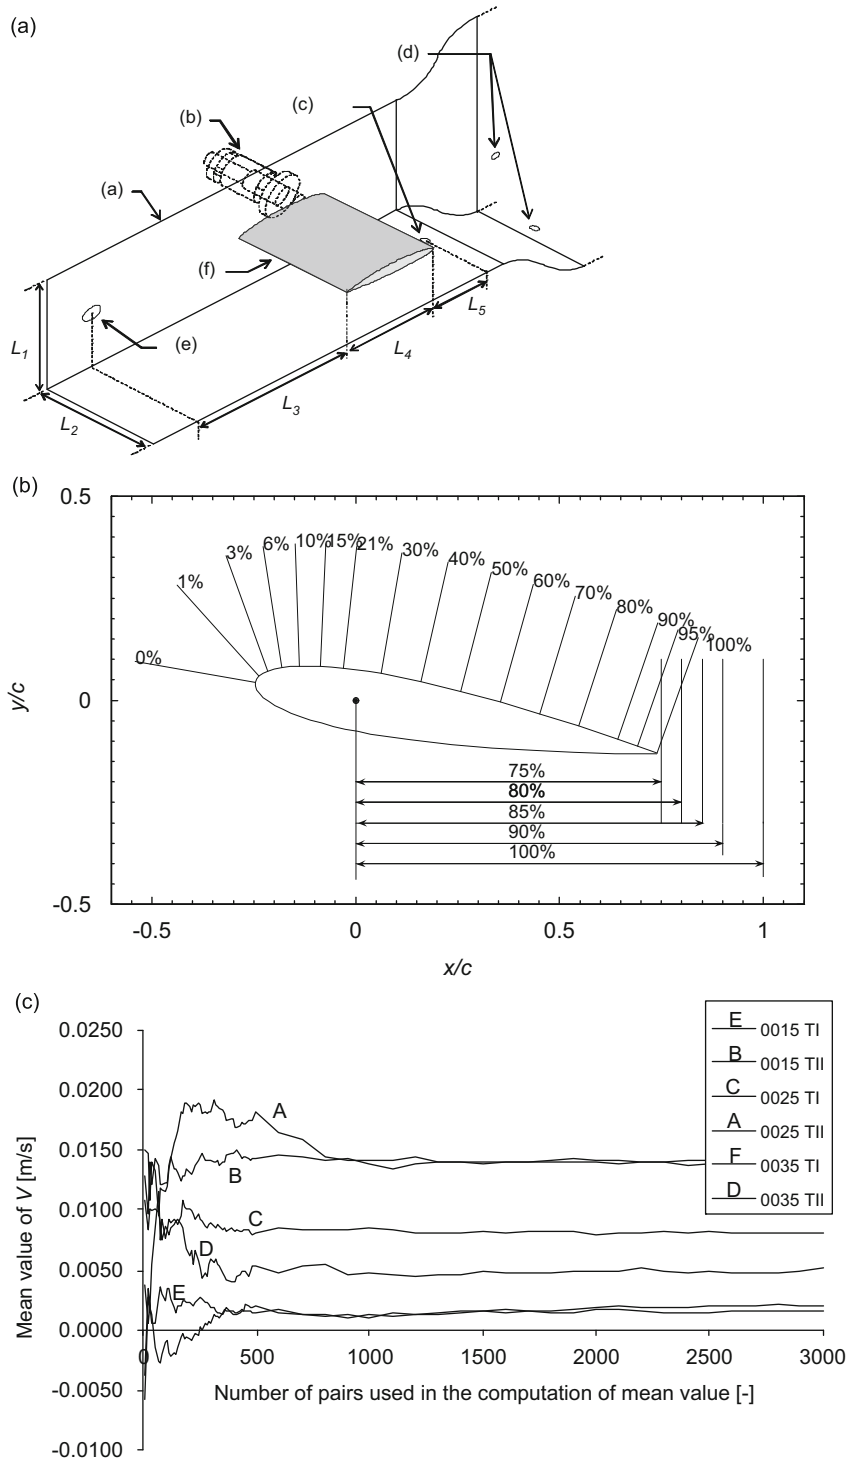 (a)
(d)
(c)
(b)
(a)
(f)
(e)
L1
L2
L3
L4
L5
(b)
0.5
0
-0.5
y/c
0%
1%
3%
6%
10%
15%
21%
30%
40%
50%
60%
70%
80%
90%
95%
100%
75%
80%
85%
90%
100%
-0.5
0
0.5
1
x/c
(c)
0.0250
0.0200
0.0150
0.0100
0.0050
0.0000
-0.0050
-0.0100
Mean value of V [m/s]
A
B
C
D
E
E 0015 TI
B 0015 TII
C 0025 TI
A 0025 TII
F 0035 TI
D 0035 TII
0
500
1000
1500
2000
2500
3000
Number of pairs used in the computation of mean value [-]